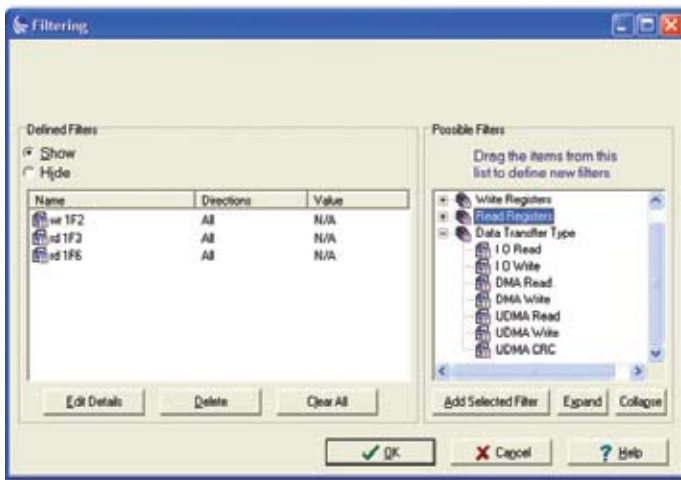 Filtering
Defined Filters
Show
Hide
Name Directions Value
wr 1F2 All N/A
rd 1F3 All N/A
rd 1F6 All N/A
Edit Details Delete Clear All
Possible Filters
Drag the items from this
list to define new filters
Write Registers
Read Registers
Data Transfter Type
I O Read
I O Write
DMA Read
DMA Write
UDMA Read
UDMA Write
UDMA CRC
Add Selected Filter Expand Collapse
OK Cancel Help